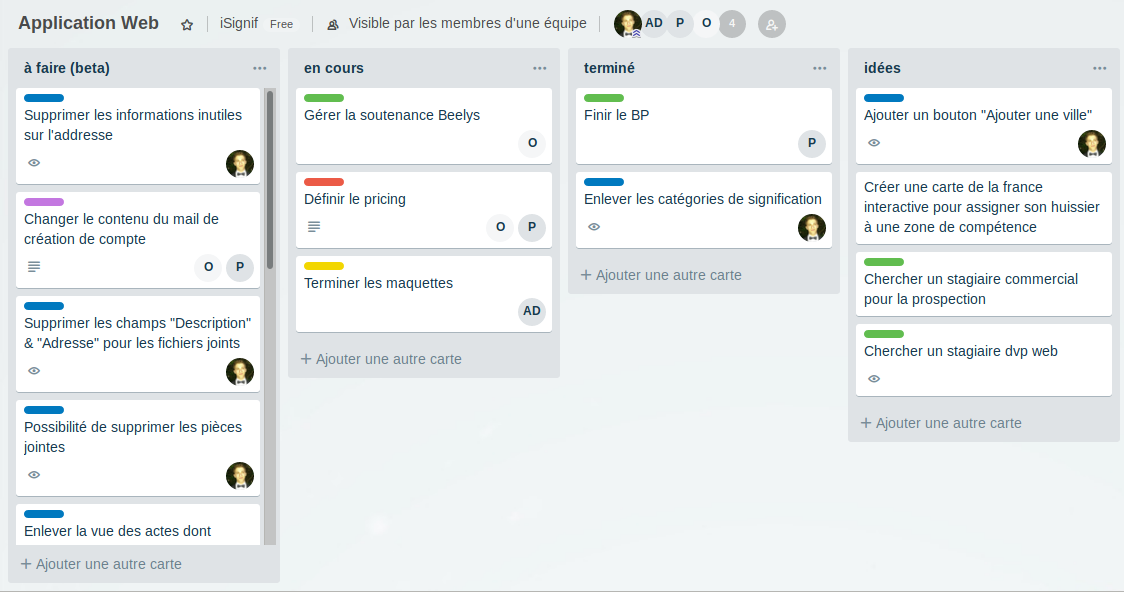 Application Web
iSignif
Free
Visible par les membres d'une équipe
AD
P
O
4
à faire (beta)
Supprimer les informations inutiles
sur l'addresse
Changer le contenu du mail de
création de compte
O P
Supprimer les champs "Description"
& "Adresse" pour les fichiers joints
Possibilité de supprimer les pièces
jointes
Enlever la vue des actes dont
+ Ajouter une autre carte
en cours
Gérer la soutenance Beelys
O
Définir le pricing
O P
Terminer les maquettes
AD
+ Ajouter une autre carte
terminé
Finir le BP
P
Enlever les catégories de signification
+ Ajouter une autre carte
idées
Ajouter un bouton "Ajouter une ville"
Créer une carte de la france
interactive pour assigner son huissier
à une zone de compétence
Chercher un stagiaire commercial
pour la prospection
Chercher un stagiaire dvp web
+ Ajouter une autre carte